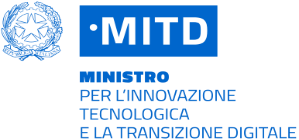 ·MITD
MINISTRO
PER L'INNOVAZIONE
TECNOLOGICA
E LA TRANSIZIONE DIGITALE